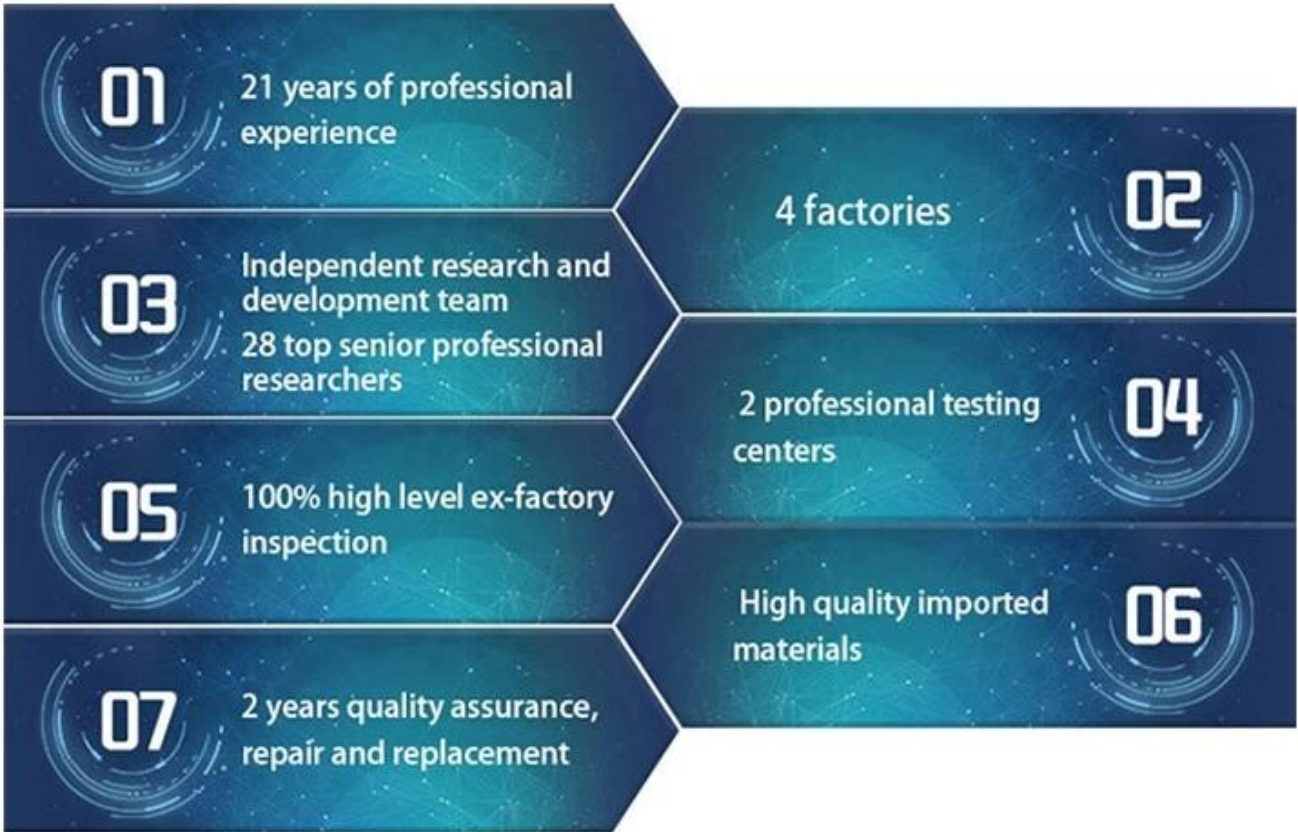 01
21 years of professional
experience
02
4 factories
03
Independent research and
development team
28 top senior professional
researchers
04
2 professional testing
centers
05
100% high level ex-factory
inspection
06
High quality imported
materials
07
2 years quality assurance,
repair and replacement